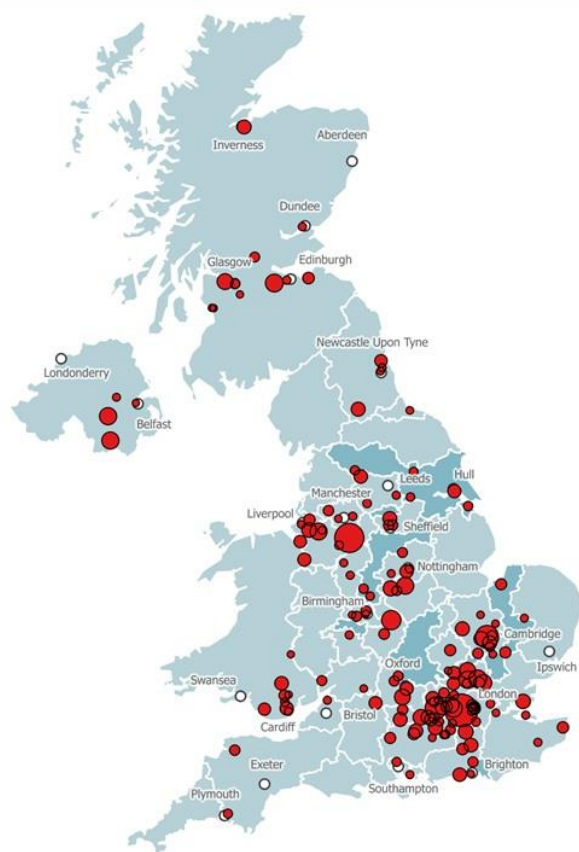 Aberdeen
Inverness
Dundee
Glasgow
Edinburgh
Newcastle Upon Tyne
Londonderry
Belfast
Leeds
Hull
Manchester
Liverpool
Sheffield
Nottingham
Birmingham
Cambridge
Ipswich
Oxford
Swansea
London
Cardiff
Bristol
Exeter
Brighton
Plymouth
Southampton